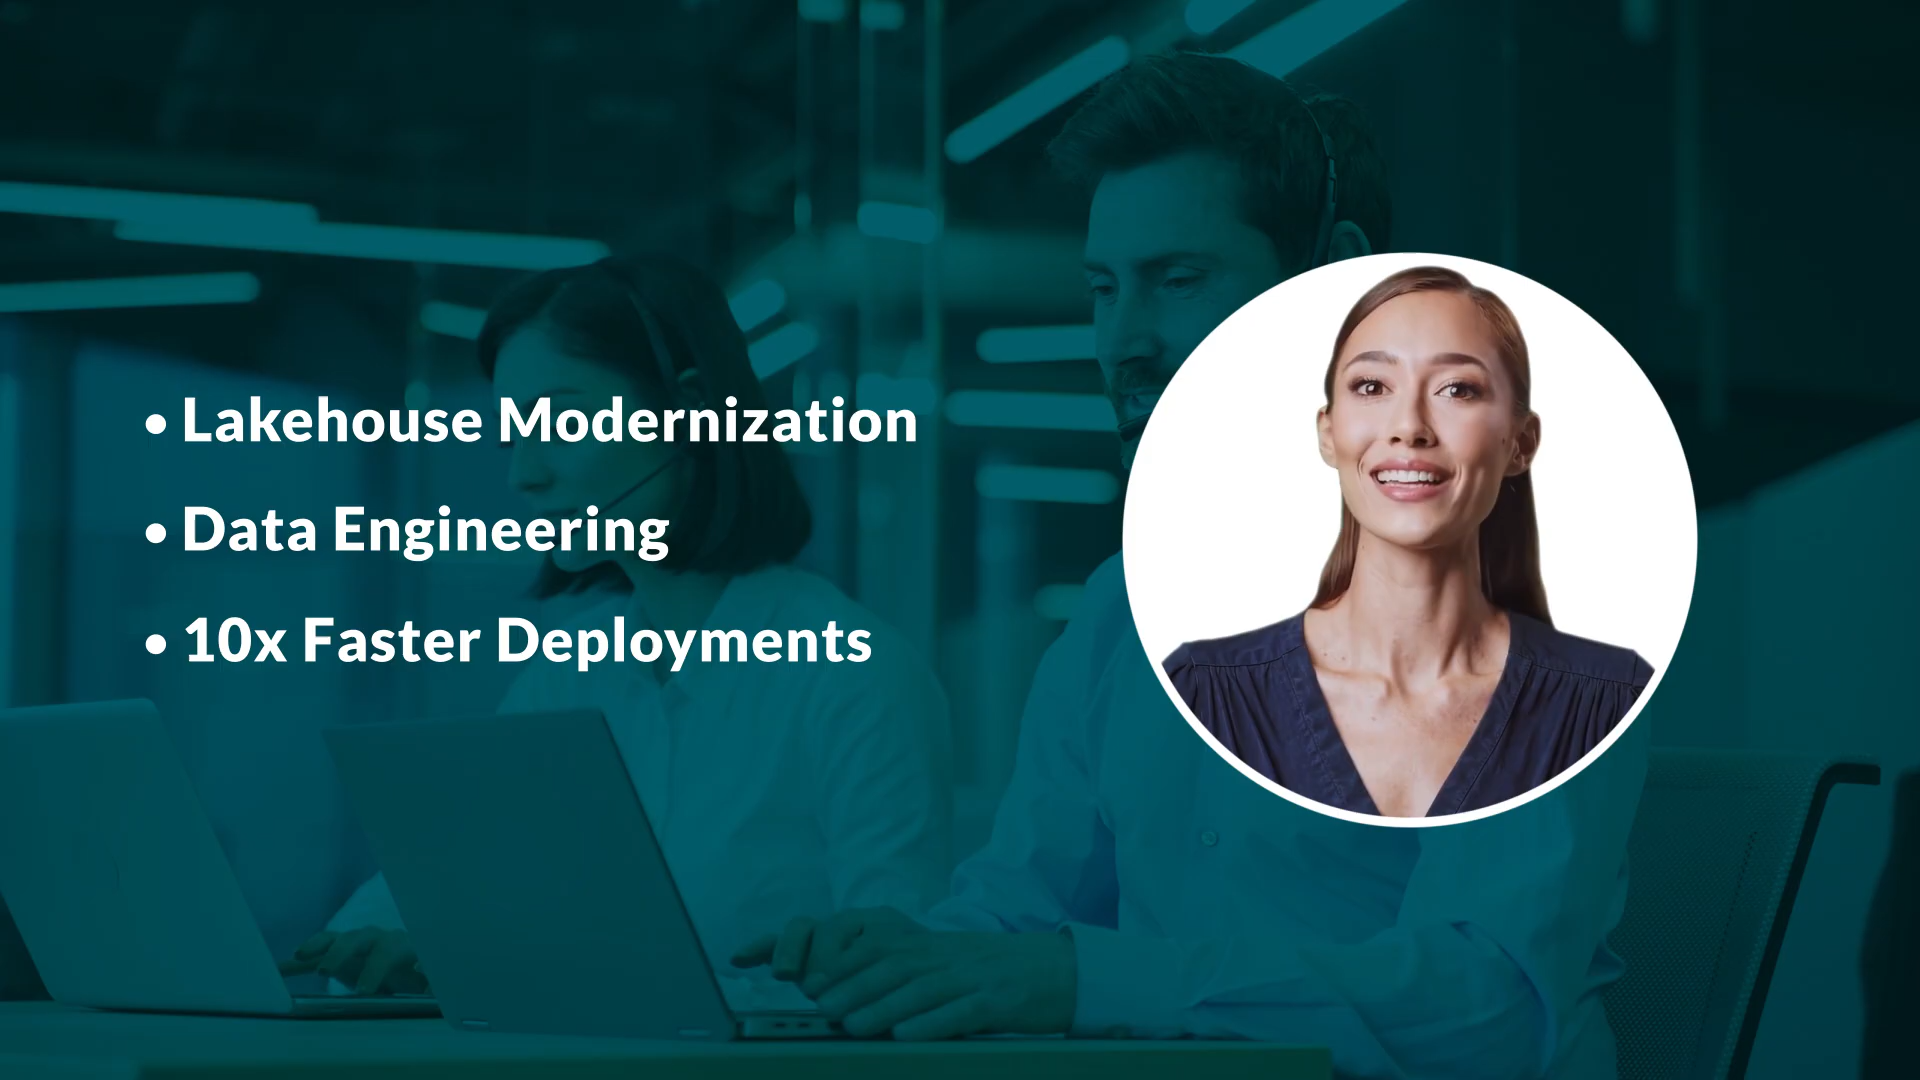 • Lakehouse Modernization
• Data Engineering
• 10x Faster Deployments